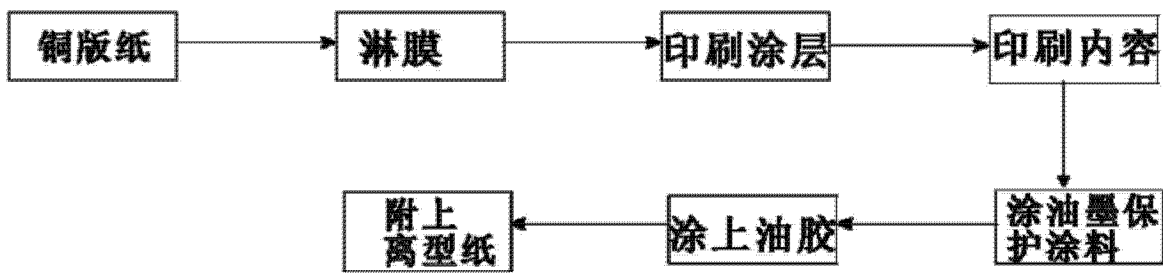 铜版纸
淋膜
印刷涂层
印刷内容
涂油墨保
护涂料
涂上油胶
附上
离型纸